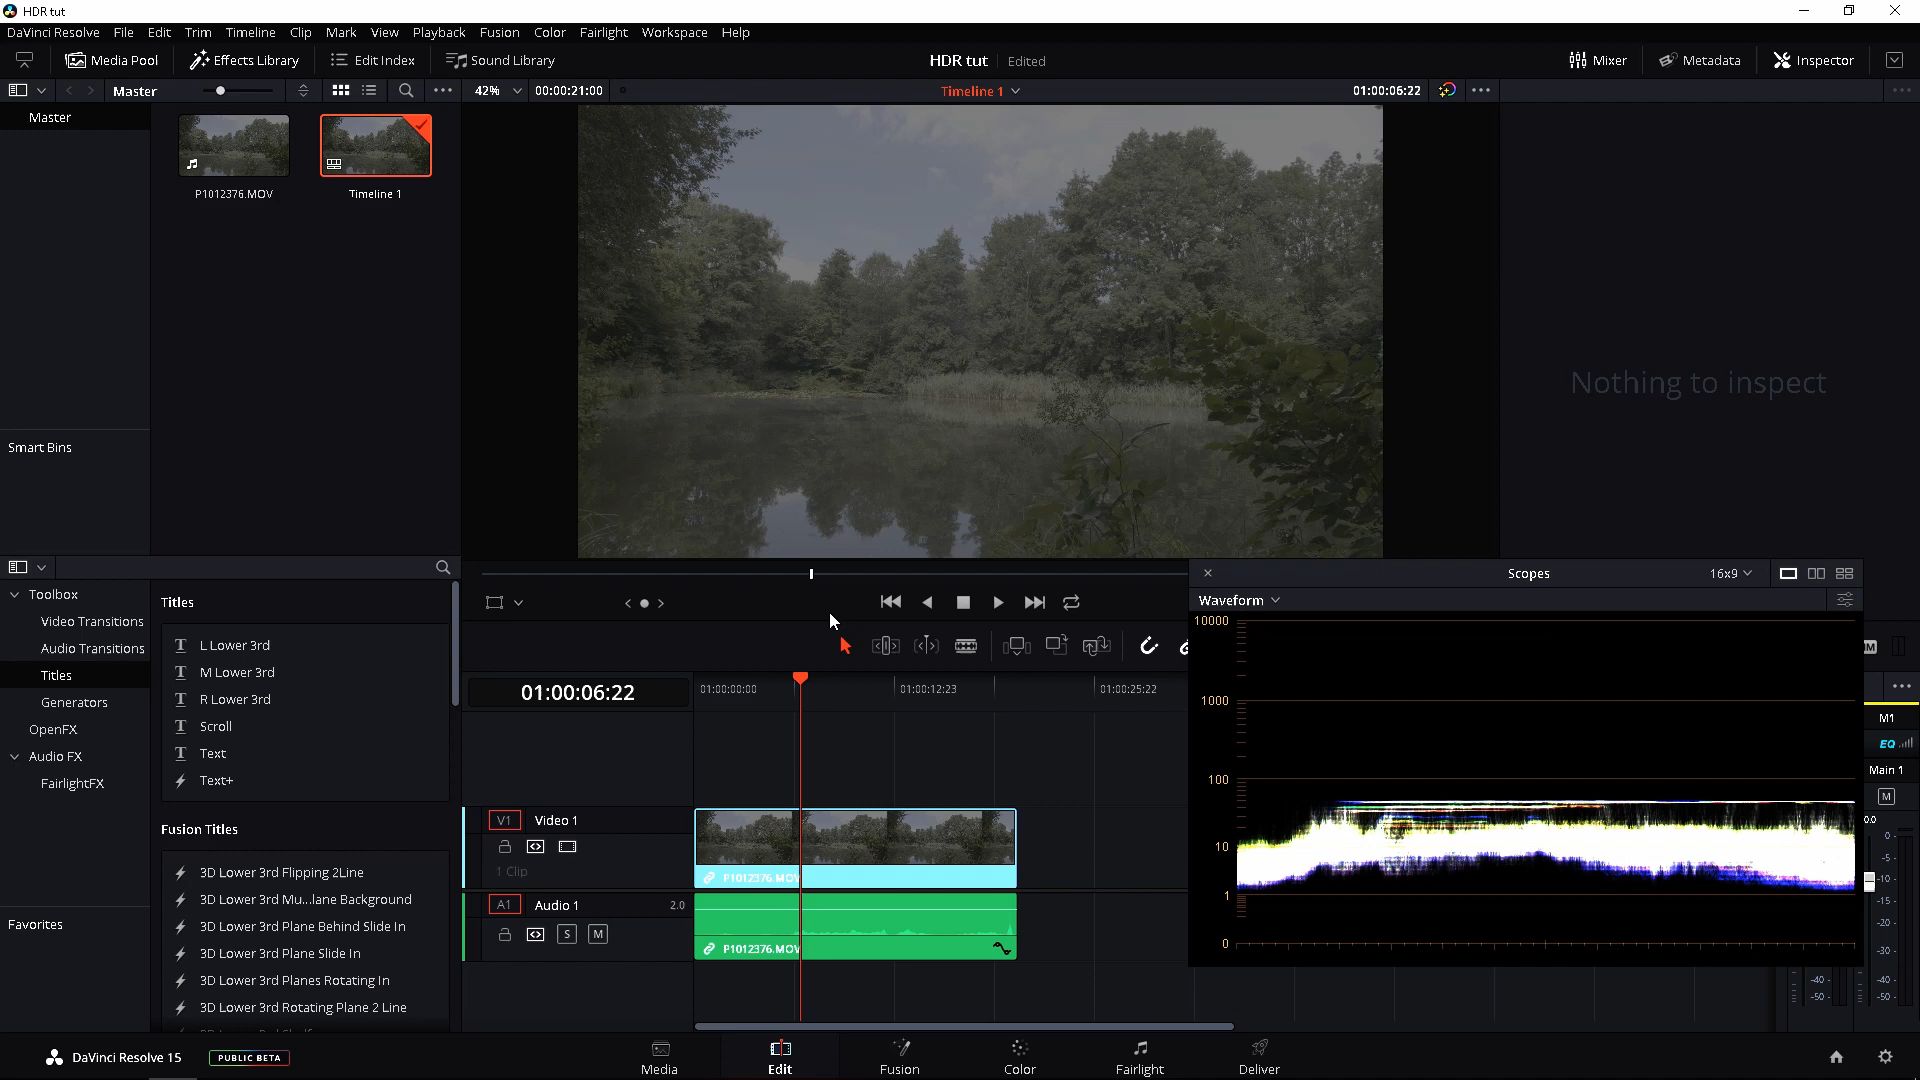 HDR tut
DaVinci Resolve File Edit Trim Timeline Clip Mark View Playback Fusion Color Fairlight Workspace Help
Media Pool Effects Library Edit Index Sound Library HDR tut Edited Mixer Metadata Inspector
Master 42% 00:00:21:00 Timeline 1 01:00:06:22
Master
P1012376.MOV Timeline 1
Nothing to inspect
Smart Bins
Scopes 16x9
Waveform
Toolbox
Video Transitions
Audio Transitions
Titles
Generators
OpenFX
Audio FX
FairlightFX
Favorites
Titles
L Lower 3rd
M Lower 3rd
R Lower 3rd
Scroll
Text
Text+
Fusion Titles
3D Lower 3rd Flipping 2Line
3D Lower 3rd Mu...lane Background
3D Lower 3rd Plane Behind Slide In
3D Lower 3rd Plane Slide In
3D Lower 3rd Planes Rotating In
3D Lower 3rd Rotating Plane 2 Line
01:00:06:22 01:00:00:00 01:00:12:23 01:00:25:22
V1 Video 1
1 Clip
P1012376.MOV
A1 Audio 1 2.0
S M
P1012376.MOV
10000
1000
100
10
1
0
M1
EQ
Main 1
M
0.0
0
-5
-10
-15
-20
-30
-40 -40
-50 -50
DaVinci Resolve 15 PUBLIC BETA
Media Edit Fusion Color Fairlight Deliver